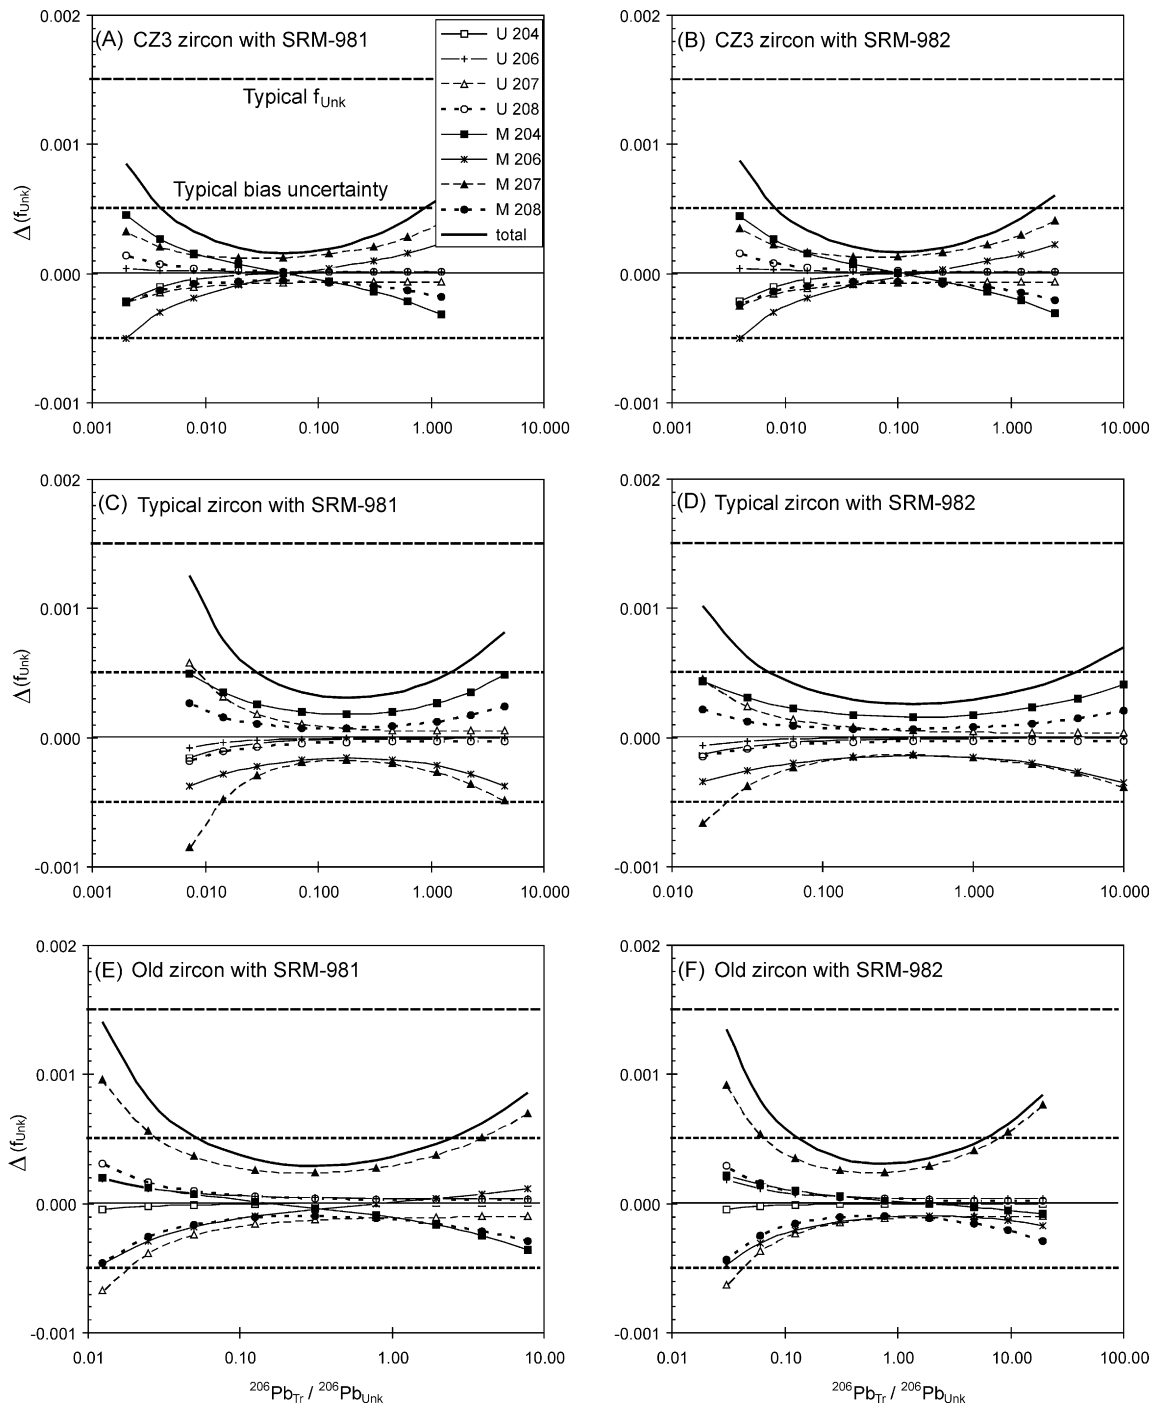 (A) CZ3 zircon with SRM-981
0.002
0.001
0.000
-0.001
Δ (fUnk)
Typical fUnk
Typical bias uncertainty
U 204
U 206
U 207
U 208
M 204
M 206
M 207
M 208
total
0.001 0.010 0.100 1.000 10.000
(B) CZ3 zircon with SRM-982
0.002
0.001
0.000
-0.001
0.001 0.010 0.100 1.000 10.000
(C) Typical zircon with SRM-981
0.002
0.001
0.000
-0.001
Δ (fUnk)
0.001 0.010 0.100 1.000 10.000
(D) Typical zircon with SRM-982
0.002
0.001
0.000
-0.001
0.010 0.100 1.000 10.000
(E) Old zircon with SRM-981
0.002
0.001
0.000
-0.001
Δ (fUnk)
0.01 0.10 1.00 10.00
206PbTr / 206PbUnk
(F) Old zircon with SRM-982
0.002
0.001
0.000
-0.001
0.01 0.10 1.00 10.00 100.00
206PbTr / 206PbUnk